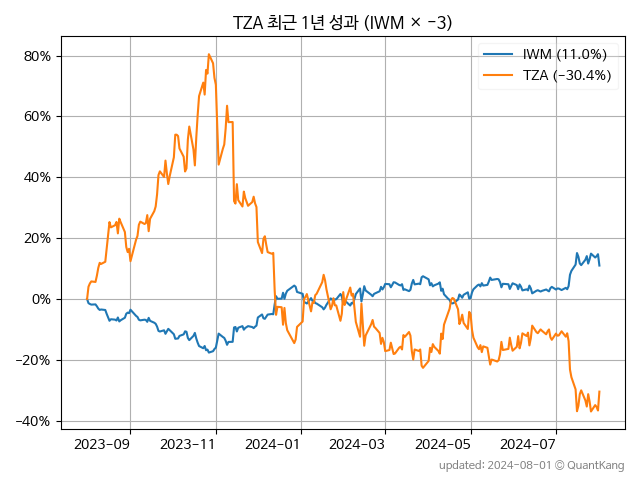 TZA 최근 1년 성과 (IWM × −3)
IWM (11.0%)
TZA (−30.4%)
80%
60%
40%
20%
0%
−20%
−40%
2023−09 2023−11 2024−01 2024−03 2024−05 2024−07
updated: 2024−08−01 © QuantKang